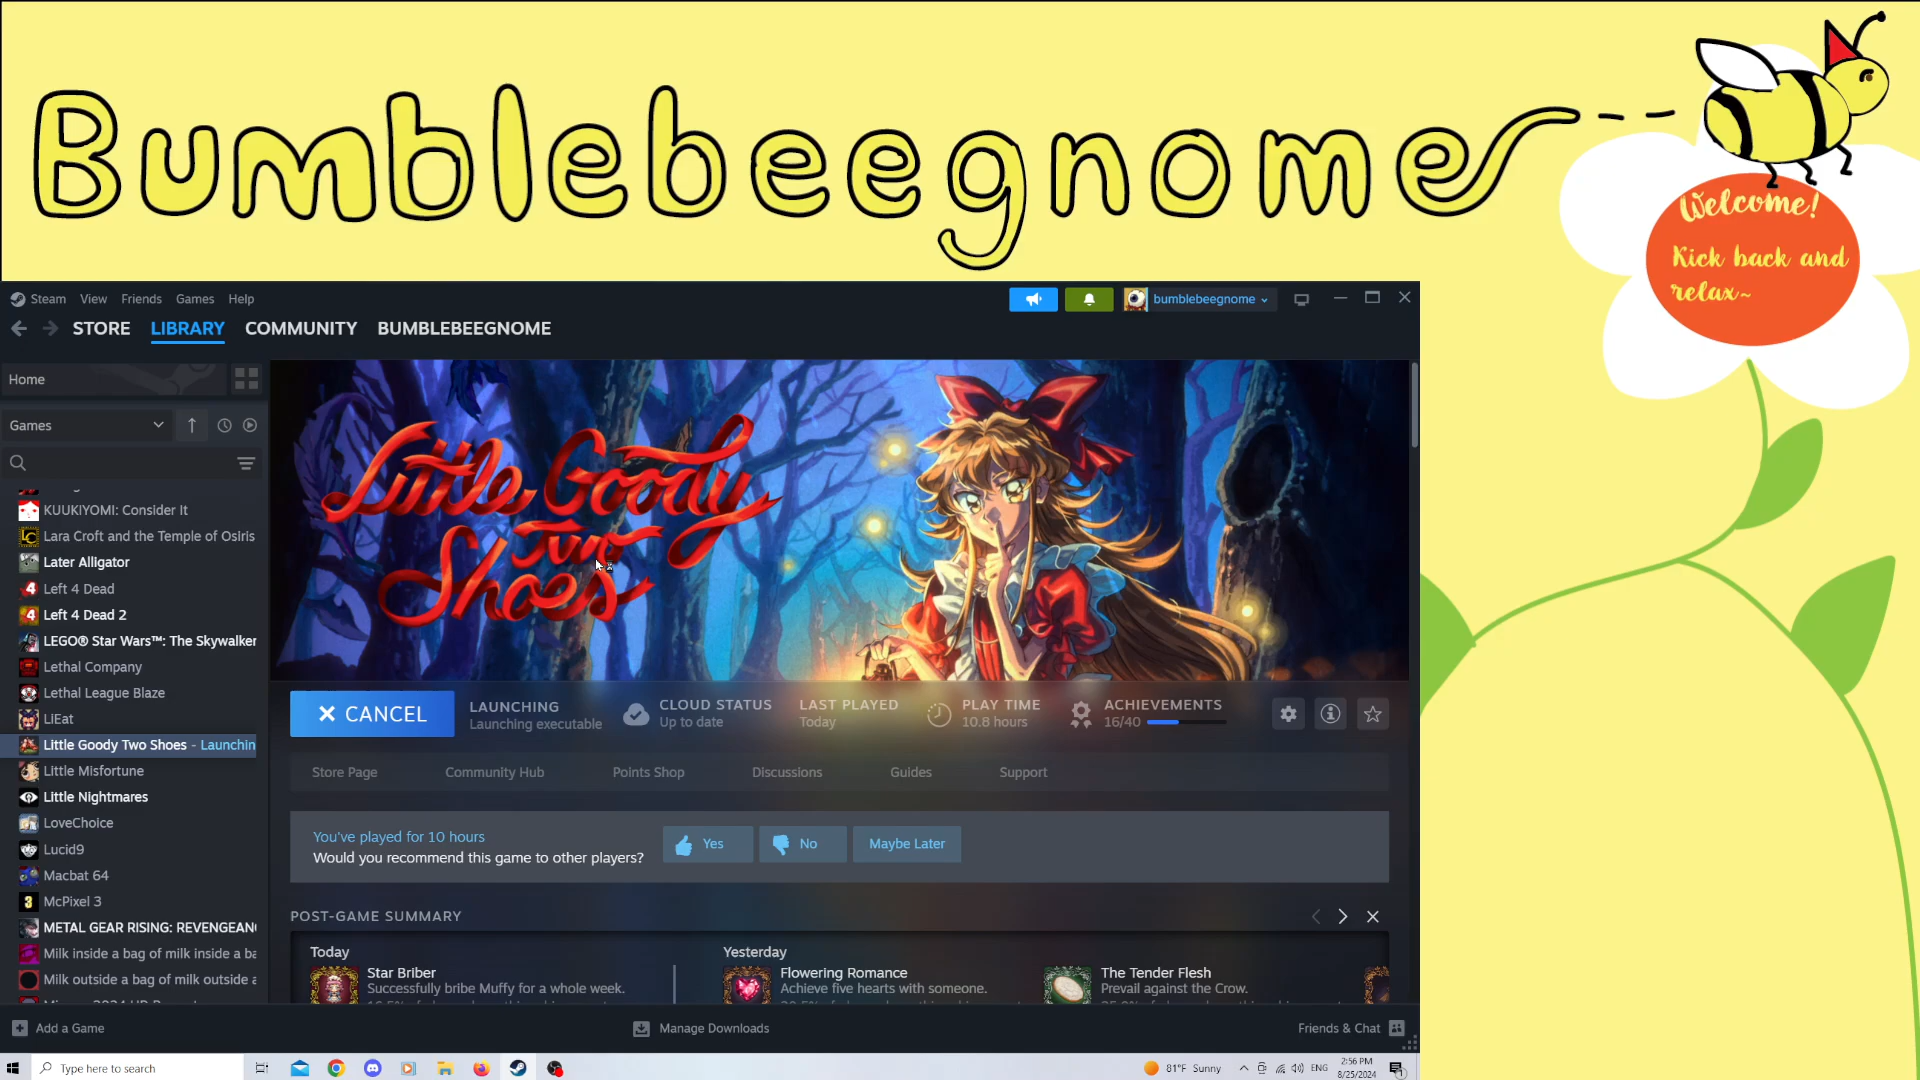 Bumblebeegnome
Welcome!
Kick back and
relax~
Steam View Friends Games Help
bumblebeegnome
STORE LIBRARY COMMUNITY BUMBLEBEEGNOME
Home
Games
KUUKIYOMI: Consider It
Lara Croft and the Temple of Osiris
Later Alligator
Left 4 Dead
Left 4 Dead 2
LEGO® Star Wars™: The Skywalker
Lethal Company
Lethal League Blaze
LiEat
Little Goody Two Shoes - Launchin
Little Misfortune
Little Nightmares
LoveChoice
Lucid9
Macbat 64
McPixel 3
METAL GEAR RISING: REVENGEAN
Milk inside a bag of milk inside a ba
Milk outside a bag of milk outside a
Little Goody
Two
Shoes
CANCEL
LAUNCHING
Launching executable
CLOUD STATUS
Up to date
LAST PLAYED
Today
PLAY TIME
10.8 hours
ACHIEVEMENTS
16/40
Store Page Community Hub Points Shop Discussions Guides Support
You've played for 10 hours
Would you recommend this game to other players?
Yes No Maybe Later
POST-GAME SUMMARY
Today
Star Briber
Successfully bribe Muffy for a whole week.
Yesterday
Flowering Romance
Achieve five hearts with someone.
The Tender Flesh
Prevail against the Crow.
Add a Game
Manage Downloads
Friends & Chat
Type here to search
81°F Sunny
ENG
2:56 PM
8/25/2024